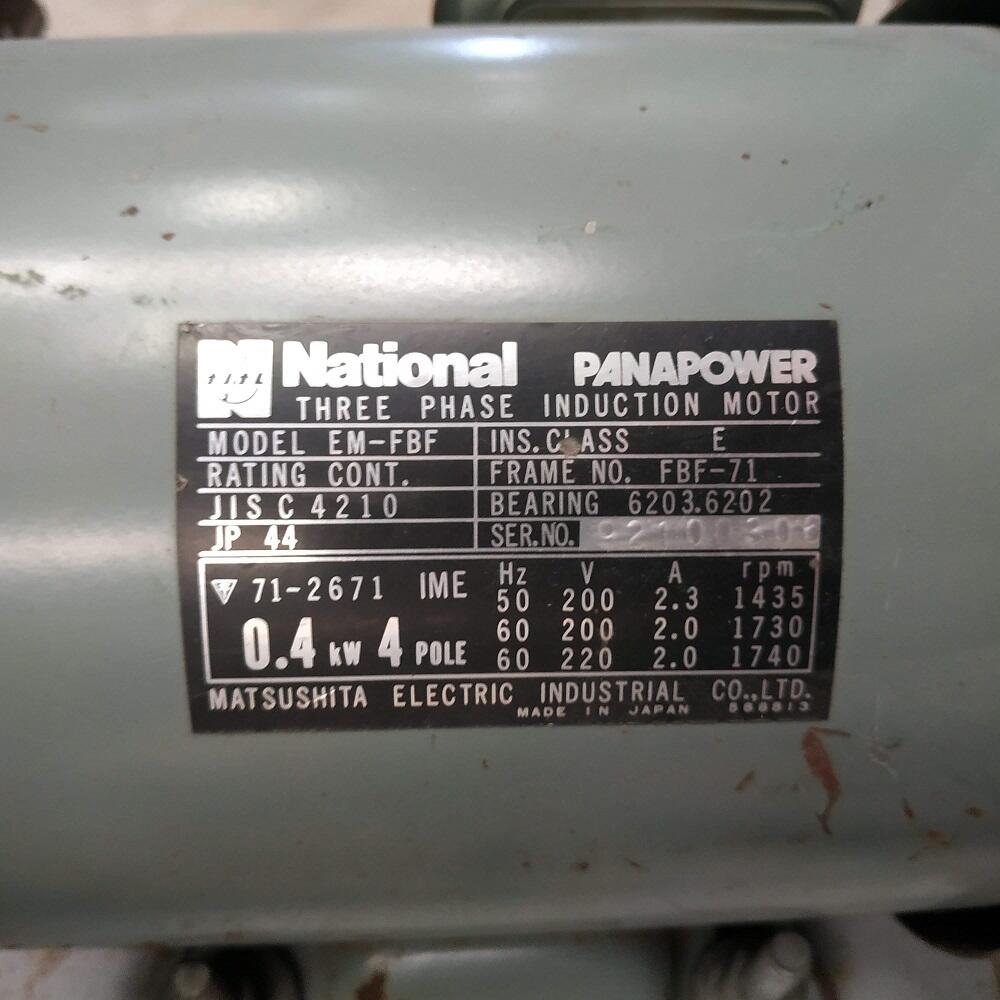 National PANAPOWER
THREE PHASE INDUCTION MOTOR
MODEL EM-FBF INS.CLASS E
RATING CONT. FRAME NO. FBF-71
JIS C 4210 BEARING 6203.6202
JP 44 SER.NO.
71-2671 IME Hz V A rpm
50 200 2.3 1435
60 200 2.0 1730
0.4 kW 4 POLE 60 220 2.0 1740
MATSUSHITA ELECTRIC INDUSTRIAL CO.,LTD.
MADE IN JAPAN